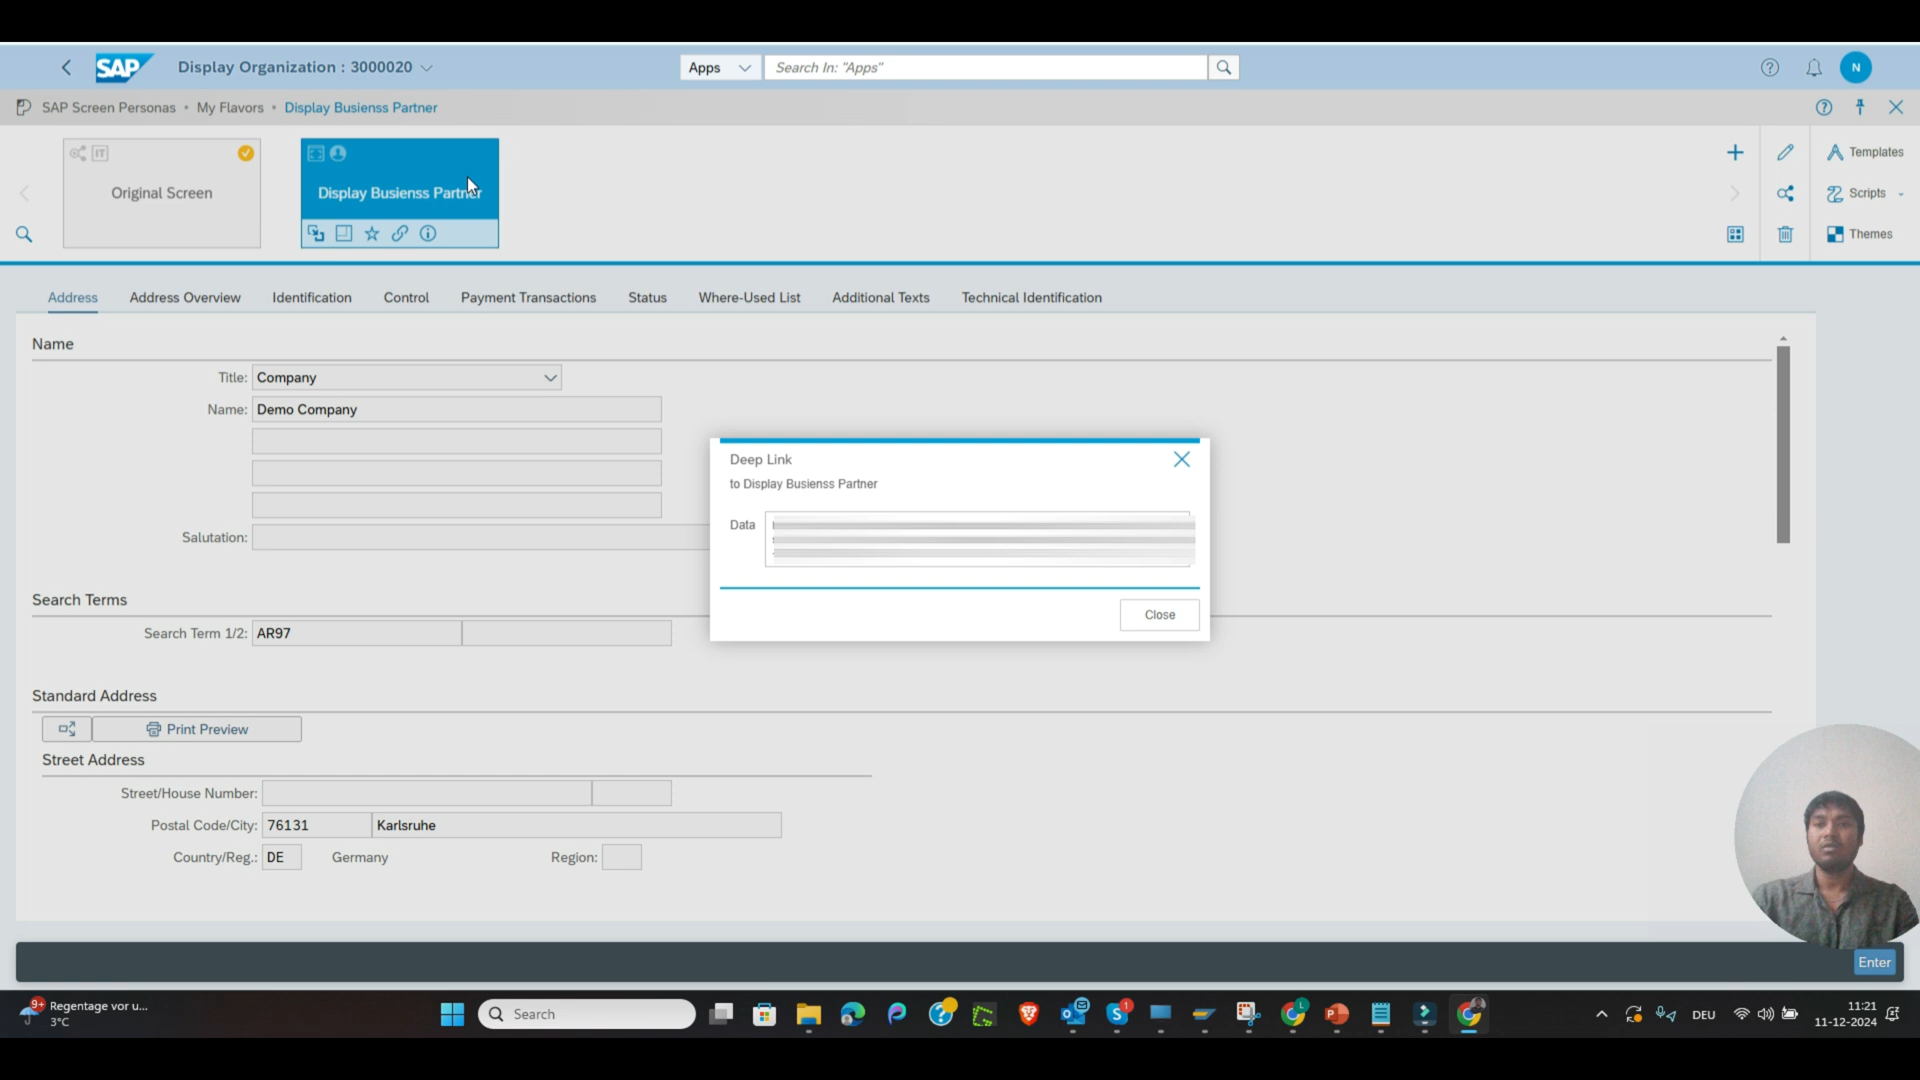 SAP Display Organization : 3000020 Apps Search In: "Apps" N
SAP Screen Personas • My Flavors • Display Busienss Partner
IT
Original Screen
Display Busienss Partner
Templates
Scripts
Themes
Address Address Overview Identification Control Payment Transactions Status Where-Used List Additional Texts Technical Identification
Name
Title: Company
Name: Demo Company
Salutation:
Deep Link
to Display Busienss Partner
Data
Close
Search Terms
Search Term 1/2: AR97
Standard Address
Print Preview
Street Address
Street/House Number:
Postal Code/City: 76131 Karlsruhe
Country/Reg.: DE Germany Region:
Enter
9+ Regentage vor u...
3°C
Search
S 1
L
P
DEU
11:21
11-12-2024